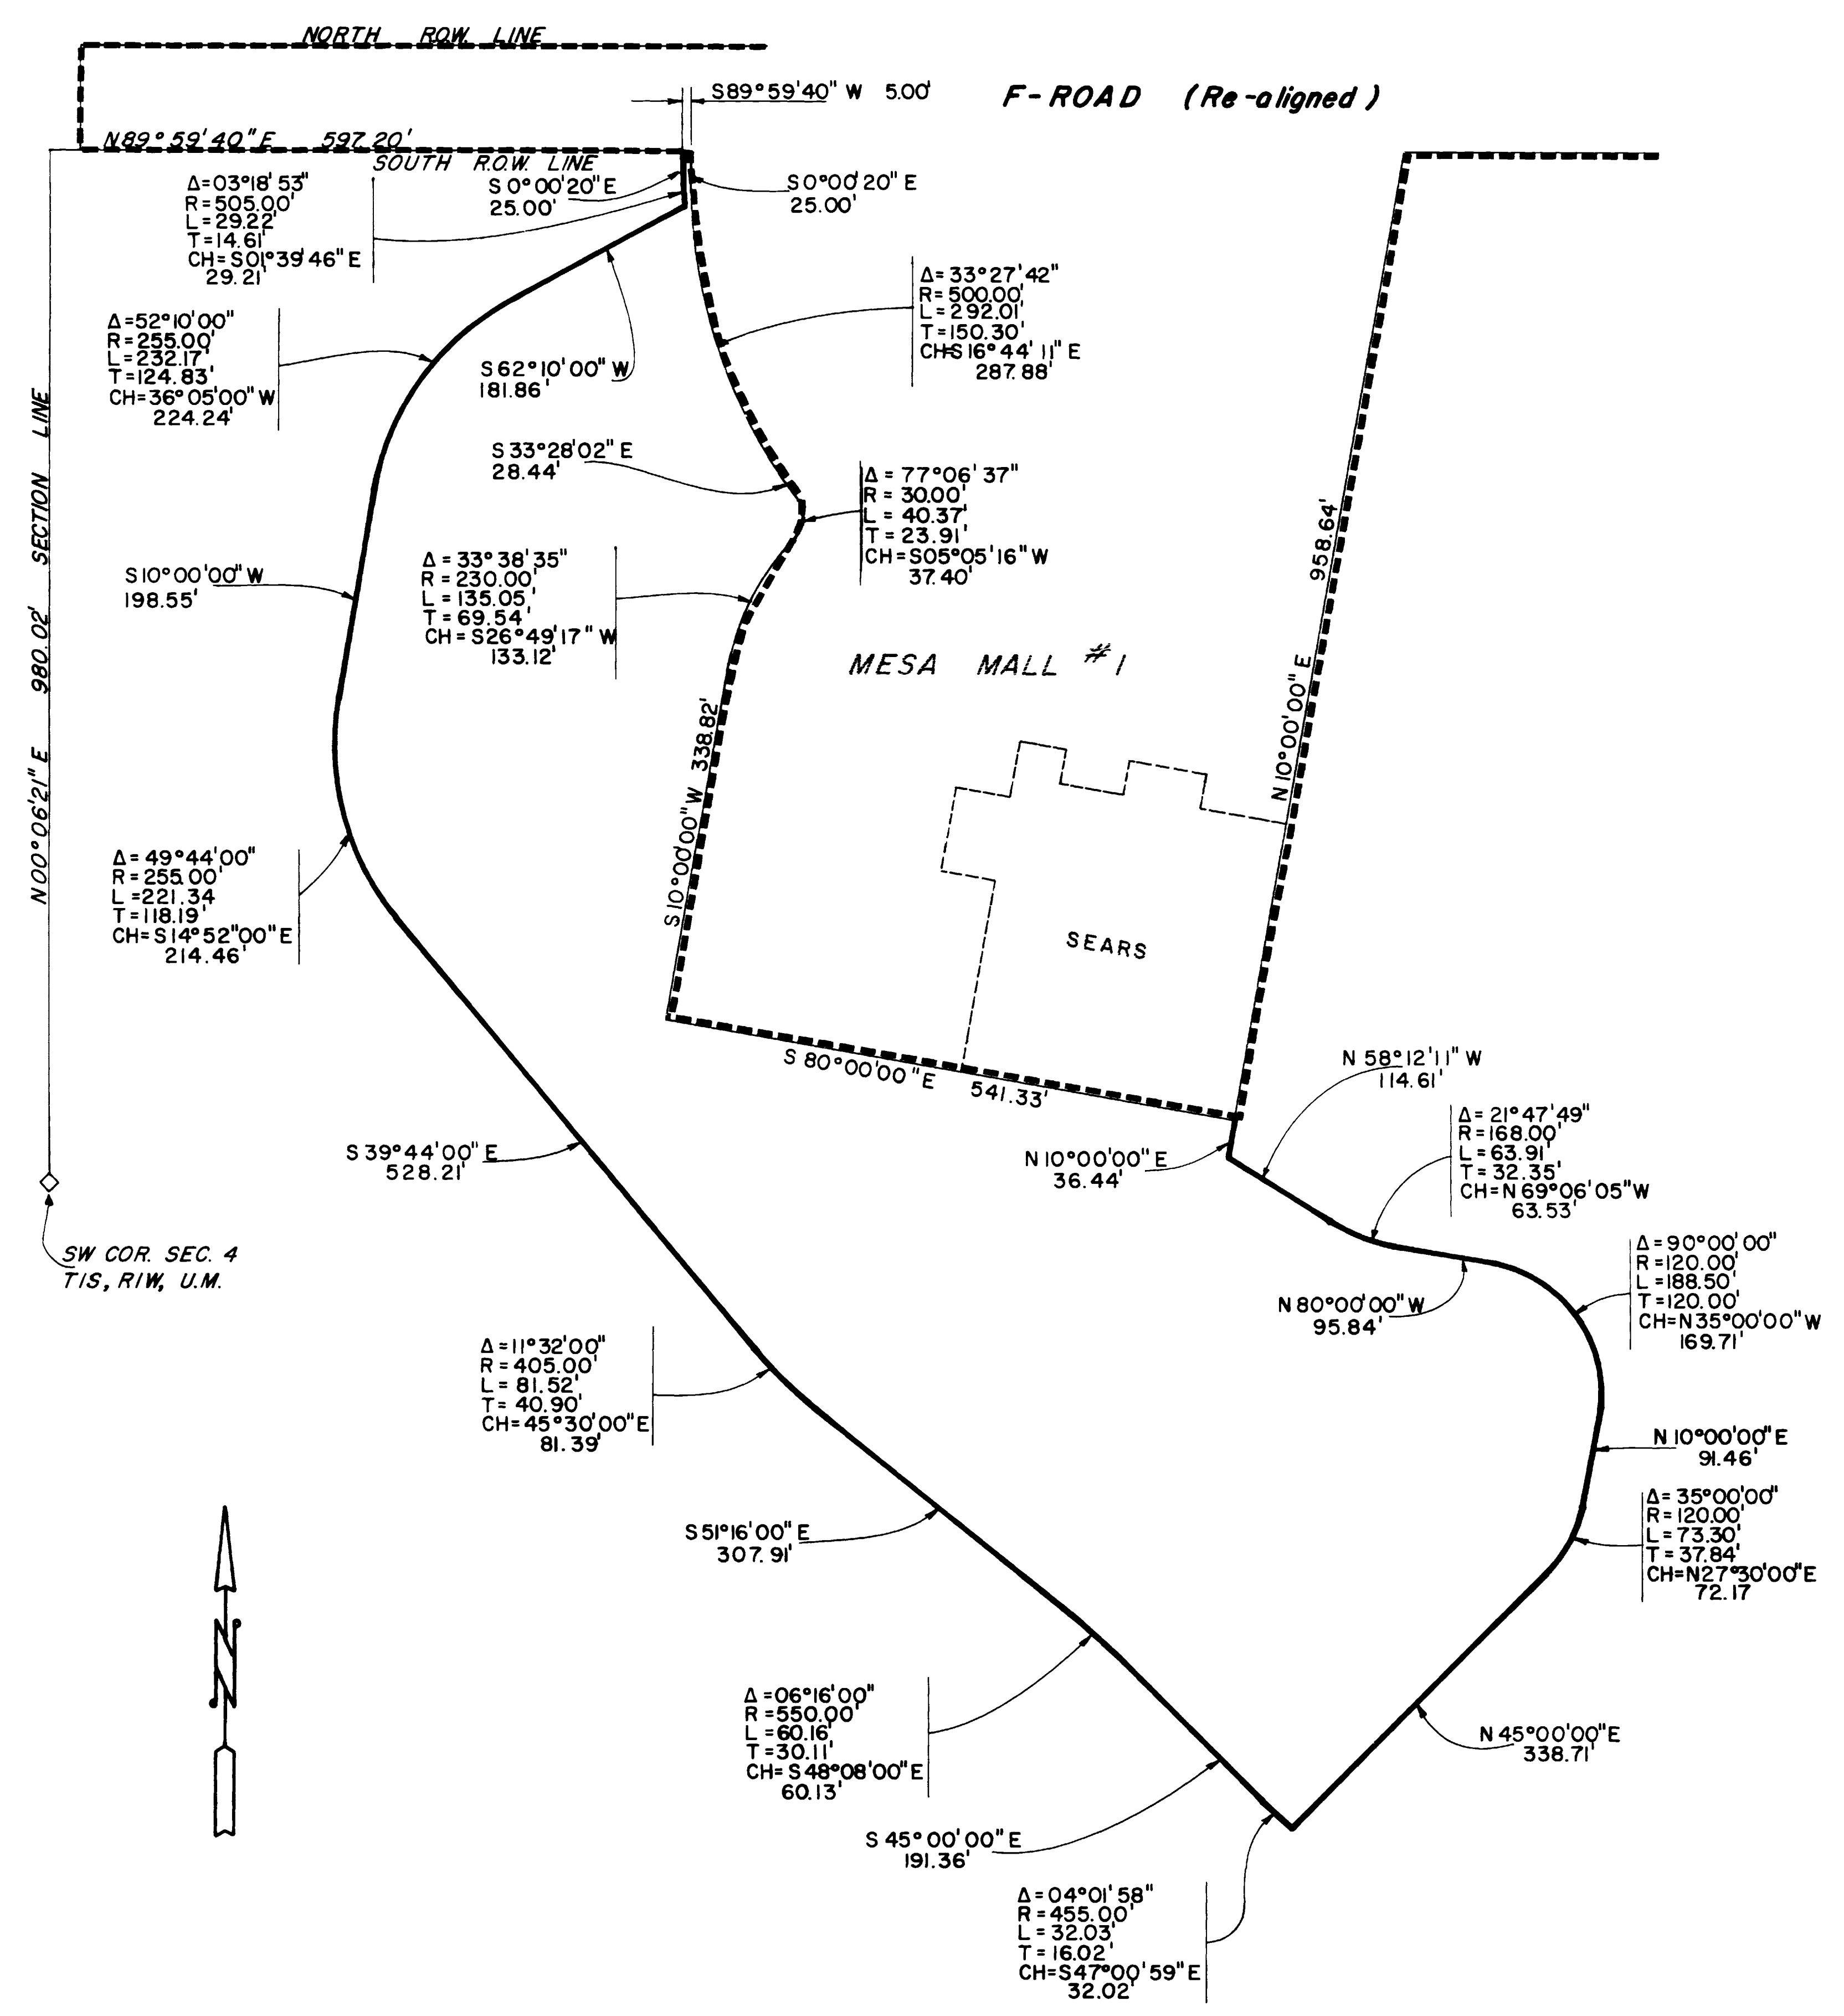 NORTH R.O.W. LINE
S89°59'40" W 5.00'
F-ROAD (Re-aligned)
N89°59'40"E 597.20'
SOUTH R.O.W. LINE
Δ=03°18'53"
R=505.00'
L=29.22'
T=14.61'
CH=S01°39'46"E
29.21'
S0°00'20"E
25.00'
S0°00'20"E
25.00'
Δ=33°27'42"
R=500.00'
L=292.01'
T=150.30'
CH=S16°44'11"E
287.88'
Δ=52°10'00"
R=255.00'
L=232.17'
T=124.83'
CH=36°05'00"W
224.24'
S62°10'00"W
181.86'
S33°28'02"E
28.44'
Δ=77°06'37"
R=30.00'
L=40.37'
T=23.91'
CH=S05°05'16"W
37.40'
N00°06'21"E 980.02' SECTION LINE
S10°00'00"W
198.55'
Δ=33°38'35"
R=230.00'
L=135.05'
T=69.54'
CH=S26°49'17"W
133.12'
N10°00'00"E 958.64'
MESA MALL #1
S10°00'00"W 338.82'
Δ=49°44'00"
R=255.00'
L=221.34
T=118.19'
CH=S14°52"00"E
214.46'
SEARS
S 80°00'00"E 541.33'
N 58°12'11"W
114.61'
S39°44'00"E
528.21'
N10°00'00"E
36.44'
Δ=21°47'49"
R=168.00'
L=63.91'
T=32.35'
CH=N69°06'05"W
63.53'
SW COR. SEC. 4
T1S, R1W, U.M.
N80°00'00"W
95.84'
Δ=90°00'00"
R=120.00'
L=188.50'
T=120.00'
CH=N35°00'00"W
169.71'
Δ=11°32'00"
R=405.00'
L=81.52'
T=40.90'
CH=45°30'00"E
81.39'
N10°00'00"E
91.46'
Δ=35°00'00"
R=120.00'
L=73.30'
T=37.84'
CH=N27°30'00"E
72.17
S51°16'00"E
307.91'
N
Δ=06°16'00"
R=550.00'
L=60.16'
T=30.11'
CH=S48°08'00"E
60.13'
N45°00'00"E
338.71'
S 45°00'00"E
191.36'
Δ=04°01'58"
R=455.00'
L=32.03'
T=16.02'
CH=S47°00'59"E
32.02'